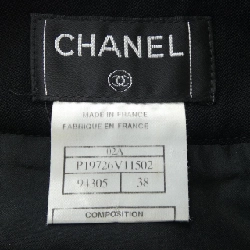 CHANEL
MADE IN FRANCE
FABRIQUE EN FRANCE
02A
P19726V11502
94305 38
COMPOSITION